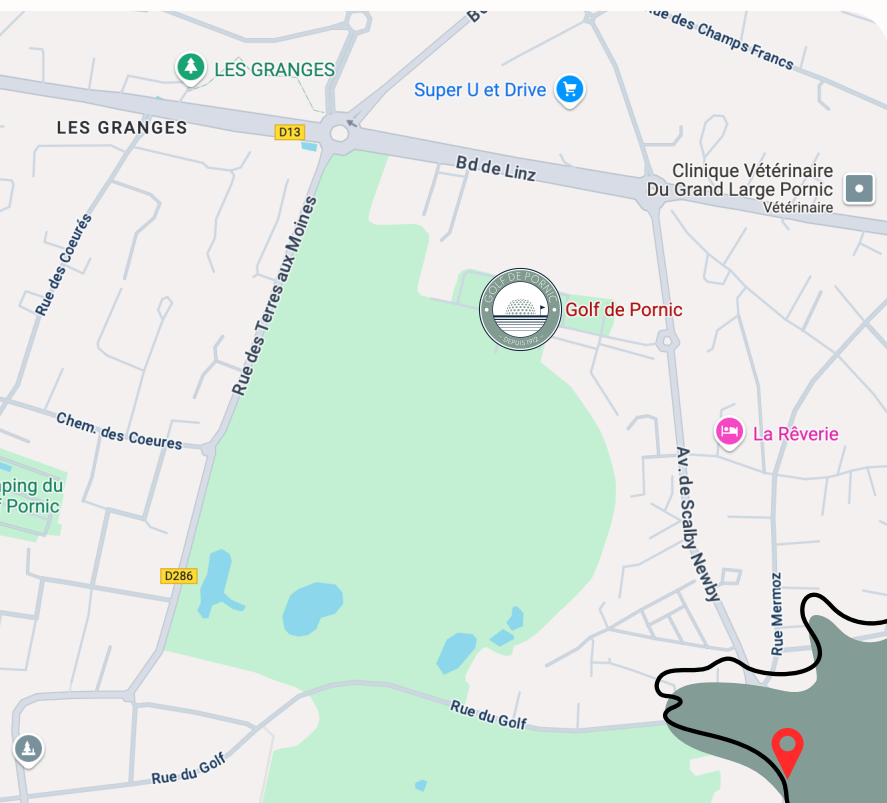 Rue des Champs Francs
LES GRANGES
Super U et Drive
LES GRANGES
D13
Bd de Linz
Clinique Vétérinaire
Du Grand Large Pornic
Vétérinaire
Rue des Coeurés
Rue des Terres aux Moines
GOLF DE PORNIC
DEPUIS 1912
Golf de Pornic
Chem. des Coeures
La Rêverie
ping du
f Pornic
Av. de Scalby Newby
D286
Rue Mermoz
Rue du Golf
Rue du Golf